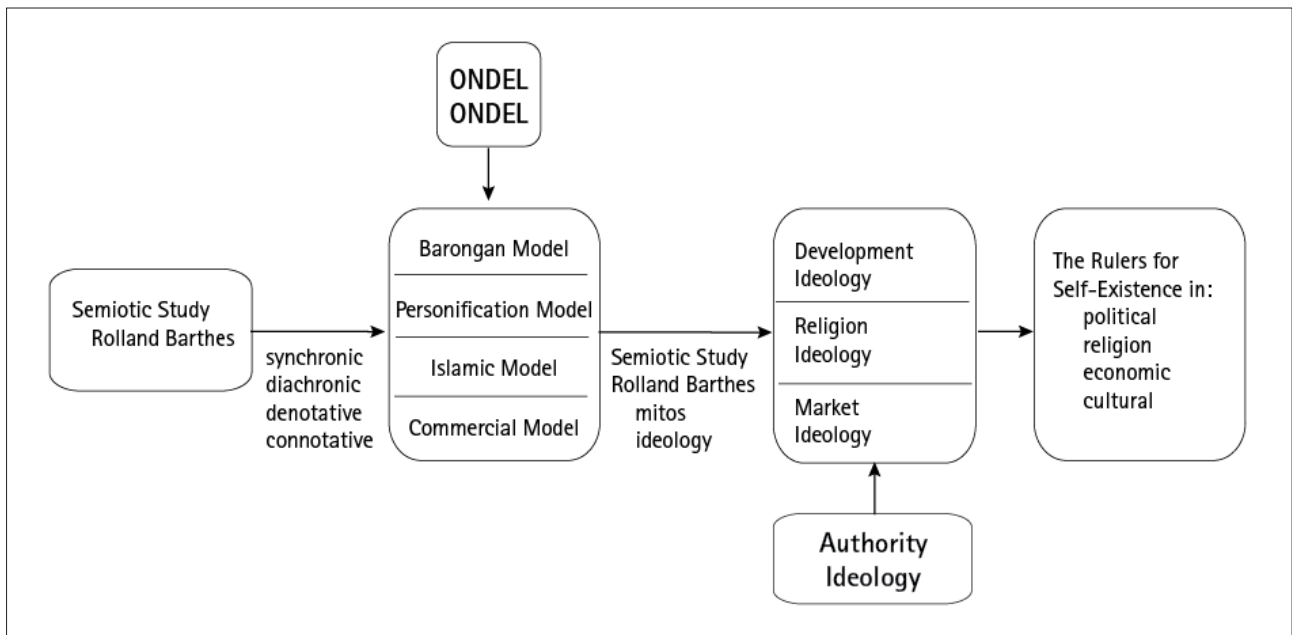 ONDEL
ONDEL
Semiotic Study
Rolland Barthes
synchronic
diachronic
denotative
connotative
Barongan Model
Personification Model
Islamic Model
Commercial Model
Semiotic Study
Rolland Barthes
mitos
ideology
Development
Ideology
Religion
Ideology
Market
Ideology
Authority
Ideology
The Rulers for
Self-Existence in:
political
religion
economic
cultural